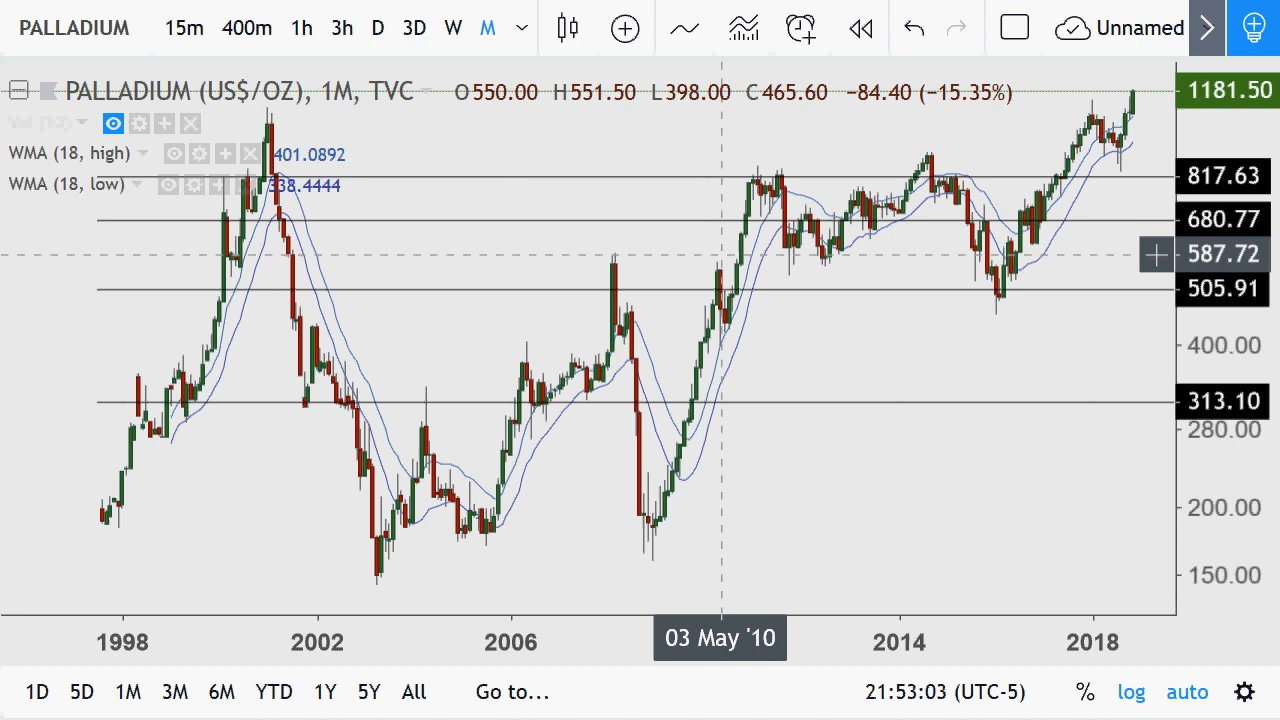 PALLADIUM 15m 400m 1h 3h D 3D W M Unnamed
PALLADIUM (US$/OZ), 1M, TVC O550.00 H551.50 L398.00 C465.60 −84.40 (−15.35%)
WMA (18, high) 401.0892
WMA (18, low) 338.4444
1181.50
817.63
680.77
587.72
505.91
400.00
313.10
280.00
200.00
150.00
1998 2002 2006 03 May '10 2014 2018
1D 5D 1M 3M 6M YTD 1Y 5Y All Go to... 21:53:03 (UTC-5) % log auto